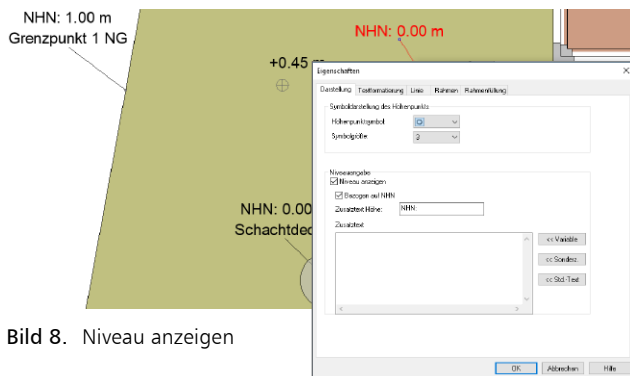 NHN: 1.00 m
Grenzpunkt 1 NG
NHN: 0.00 m
+0.45
NHN: 0.00
Schachtdec
Eigenschaften
Darstellung Textformatierung Linie Rahmen Rahmenfüllung
Symboldarstellung des Höhenpunkts
Höhenpunktsymbol:
Symbolgröße: 3
Niveauangabe
Niveau anzeigen
Bezogen auf NHN
Zusatztext Höhe: NHN:
Zusatztext
<< Variable
<< Sonderz.
<< Std.-Text
OK Abbrechen Hilfe
Bild 8. Niveau anzeigen